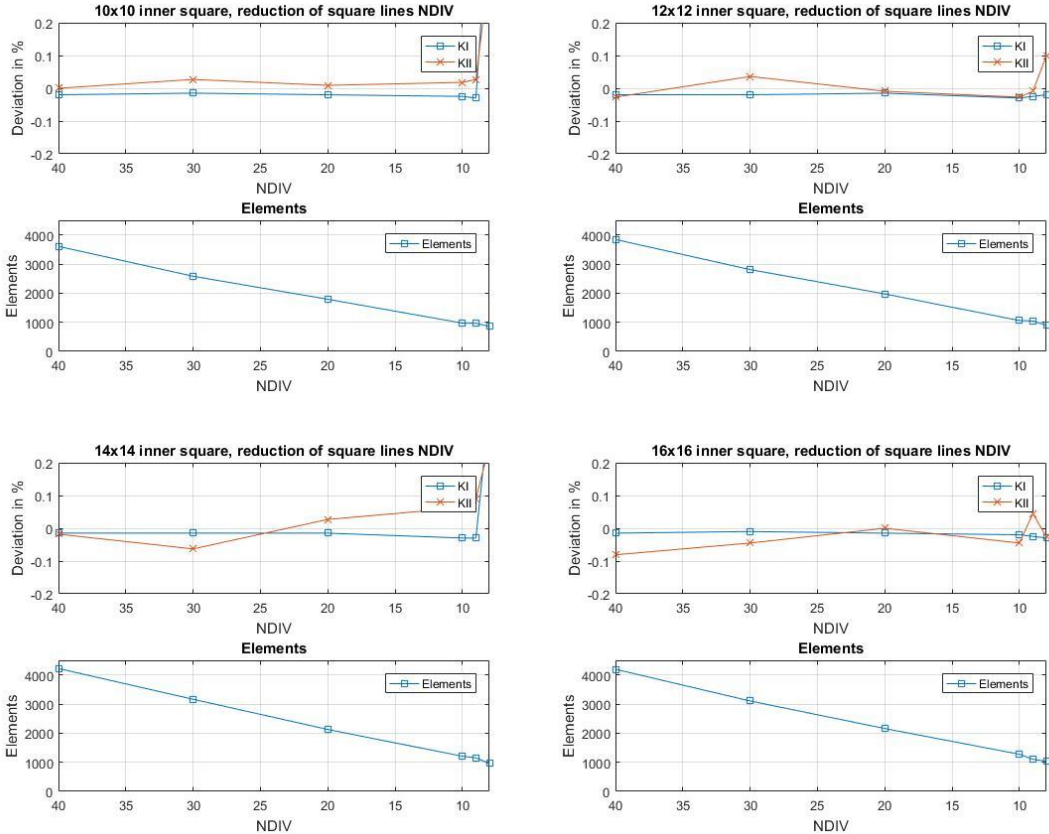 10x10 inner square, reduction of square lines NDIV
0.2
0.1
0
-0.1
-0.2
Deviation in %
KI
KII
40 35 30 25 20 15 10
NDIV
Elements
4000
3000
2000
1000
0
Elements
Elements
40 35 30 25 20 15 10
NDIV
12x12 inner square, reduction of square lines NDIV
0.2
0.1
0
-0.1
-0.2
Deviation in %
KI
KII
40 35 30 25 20 15 10
NDIV
Elements
4000
3000
2000
1000
0
Elements
Elements
40 35 30 25 20 15 10
NDIV
14x14 inner square, reduction of square lines NDIV
0.2
0.1
0
-0.1
-0.2
Deviation in %
KI
KII
40 35 30 25 20 15 10
NDIV
Elements
4000
3000
2000
1000
0
Elements
Elements
40 35 30 25 20 15 10
NDIV
16x16 inner square, reduction of square lines NDIV
0.2
0.1
0
-0.1
-0.2
Deviation in %
KI
KII
40 35 30 25 20 15 10
NDIV
Elements
4000
3000
2000
1000
0
Elements
Elements
40 35 30 25 20 15 10
NDIV